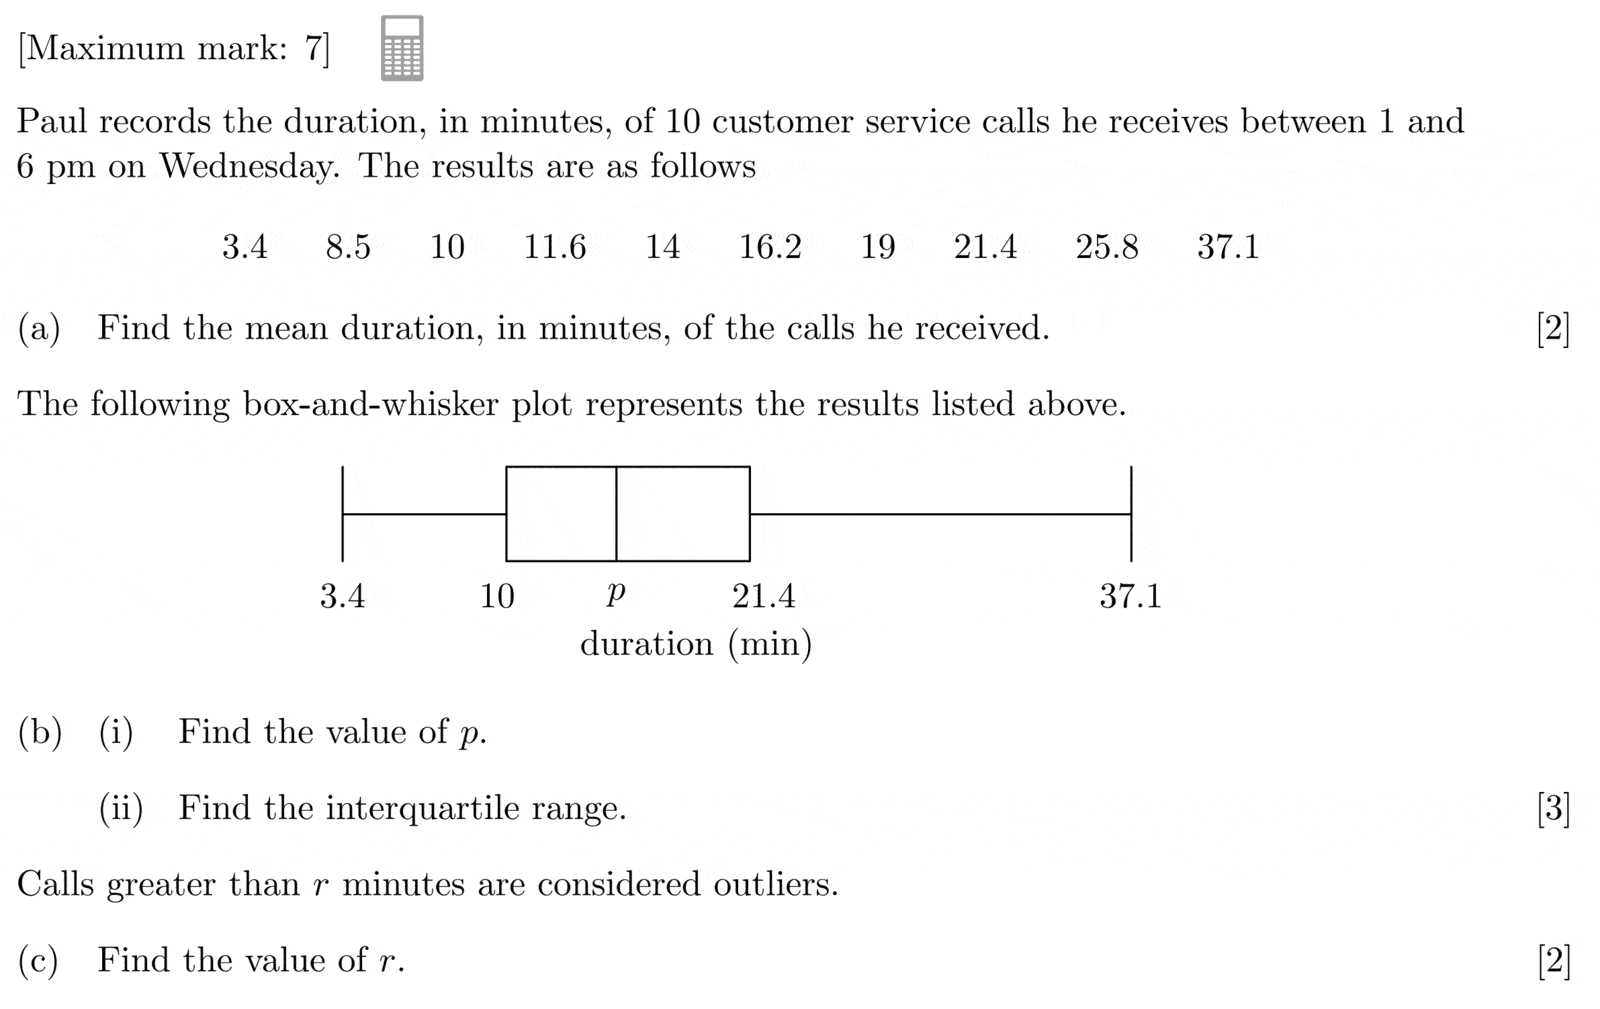 [Maximum mark: 7]
Paul records the duration, in minutes, of 10 customer service calls he receives between 1 and
6 pm on Wednesday. The results are as follows
3.4 8.5 10 11.6 14 16.2 19 21.4 25.8 37.1
(a) Find the mean duration, in minutes, of the calls he received. [2]
The following box-and-whisker plot represents the results listed above.
3.4 10 p 21.4 37.1
duration (min)
(b) (i) Find the value of p.
(ii) Find the interquartile range. [3]
Calls greater than r minutes are considered outliers.
(c) Find the value of r. [2]